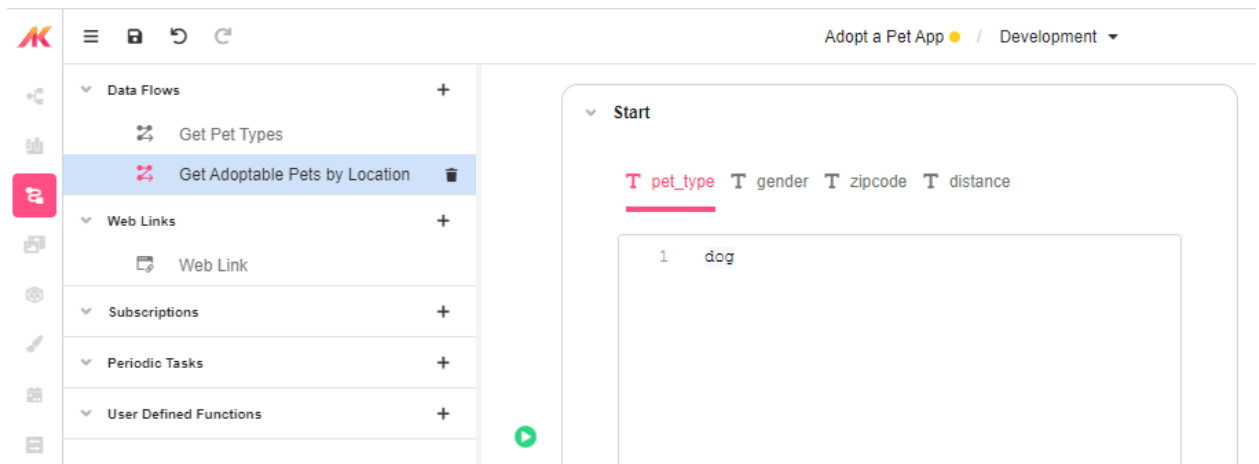 Adopt a Pet App / Development
Data Flows
Get Pet Types
Get Adoptable Pets by Location
Web Links
Web Link
Subscriptions
Periodic Tasks
User Defined Functions
Start
T pet_type T gender T zipcode T distance
1 dog